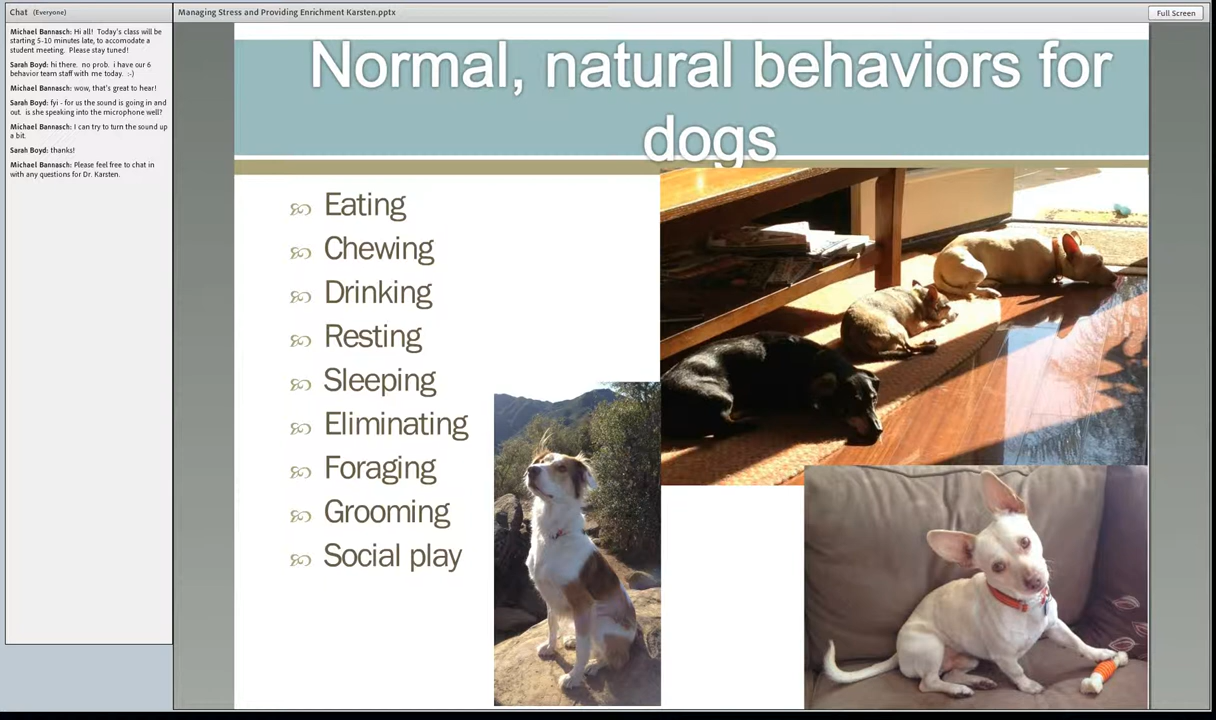 Chat (Everyone)
Michael Bannasch: Hi all! Today's class will be
starting 5-10 minutes late, to accomodate a
student meeting. Please stay tuned!
Sarah Boyd: hi there. no prob. i have our 6
behavior team staff with me today. :-)
Michael Bannasch: wow, that's great to hear!
Sarah Boyd: fyi - for us the sound is going in and
out. is she speaking into the microphone well?
Michael Bannasch: I can try to turn the sound up
a bit.
Sarah Boyd: thanks!
Michael Bannasch: Please feel free to chat in
with any questions for Dr. Karsten.
Managing Stress and Providing Enrichment Karsten.pptx
Full Screen
Normal, natural behaviors for
dogs
Eating
Chewing
Drinking
Resting
Sleeping
Eliminating
Foraging
Grooming
Social play